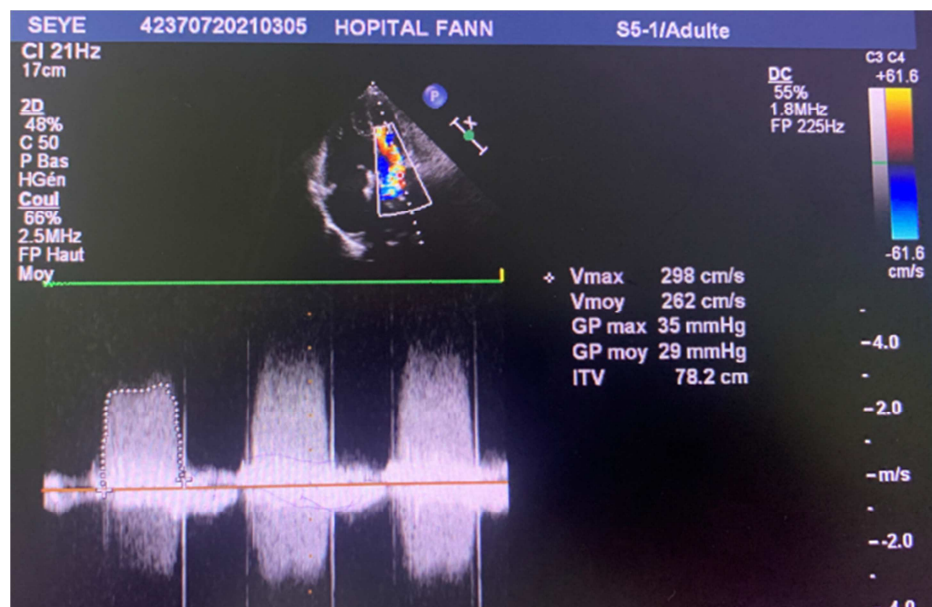 SEYE 42370720210305 HOPITAL FANN S5-1/Adulte
CI 21Hz
17cm
2D
48%
C 50
P Bas
HGén
Coul
66%
2.5MHz
FP Haut
Moy
P
X
DC
55%
1.8MHz
FP 225Hz
C3 C4
+61.6
-61.6
cm/s
Vmax 298 cm/s
Vmoy 262 cm/s
GP max 35 mmHg
GP moy 29 mmHg
ITV 78.2 cm
-4.0
-2.0
-m/s
--2.0
-4.0